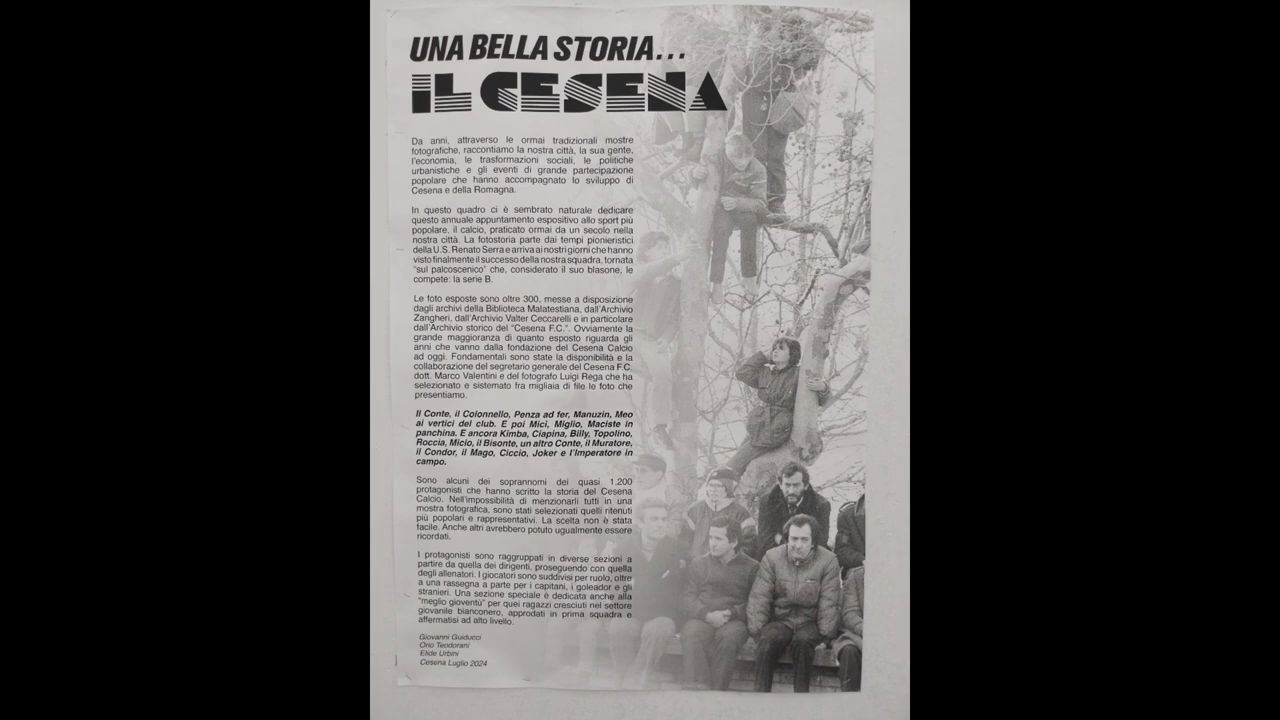 UNA BELLA STORIA...
IL CESENA
Da anni, attraverso le ormai tradizionali mostre
fotografiche, raccontiamo la nostra città, la sua gente,
l'economia, le trasformazioni sociali, le politiche
urbanistiche e gli eventi di grande partecipazione
popolare che hanno accompagnato lo sviluppo di
Cesena e della Romagna.
In questo quadro ci è sembrato naturale dedicare
questo annuale appuntamento espositivo allo sport più
popolare, il calcio, praticato ormai da un secolo nella
nostra città. La fotostoria parte dai tempi pionieristici
della U.S. Renato Serra e arriva ai nostri giorni che hanno
visto finalmente il successo della nostra squadra, tornata
"sul palcoscenico" che, considerato il suo blasone, le
compete: la serie B.
Le foto esposte sono oltre 300, messe a disposizione
dagli archivi della Biblioteca Malatestiana, dall'Archivio
Zangheri, dall'Archivio Valter Ceccarelli e in particolare
dall'Archivio storico del "Cesena F.C.". Ovviamente la
grande maggioranza di quanto esposto riguarda gli
anni che vanno dalla fondazione del Cesena Calcio
ad oggi. Fondamentali sono state la disponibilità e la
collaborazione del segretario generale del Cesena F.C.
dott. Marco Valentini e del fotografo Luigi Rega che ha
selezionato e sistemato fra migliaia di file le foto che
presentiamo.
Il Conte, il Colonnello, Penza ad fer, Manuzin, Meo
ai vertici del club. E poi Mici, Miglio, Maciste in
panchina. E ancora Kimba, Ciapina, Billy, Topolino,
Roccia, Micio, il Bisonte, un altro Conte, il Muratore,
il Condor, il Mago, Ciccio, Joker e l'Imperatore in
campo.
Sono alcuni dei soprannomi dei quasi 1.200
protagonisti che hanno scritto la storia del Cesena
Calcio. Nell'impossibilità di menzionarli tutti in una
mostra fotografica, sono stati selezionati quelli ritenuti
più popolari e rappresentativi. La scelta non è stata
facile. Anche altri avrebbero potuto ugualmente essere
ricordati.
I protagonisti sono raggruppati in diverse sezioni a
partire da quella dei dirigenti, proseguendo con quella
degli allenatori. I giocatori sono suddivisi per ruolo, oltre
a una rassegna a parte per i capitani, i goleador e gli
stranieri. Una sezione speciale è dedicata anche alla
"meglio gioventù" per quei ragazzi cresciuti nel settore
giovanile bianconero, approdati in prima squadra e
affermatisi ad alto livello.
Giovanni Guiducci
Orio Teodorani
Elide Urbini
Cesena Luglio 2024